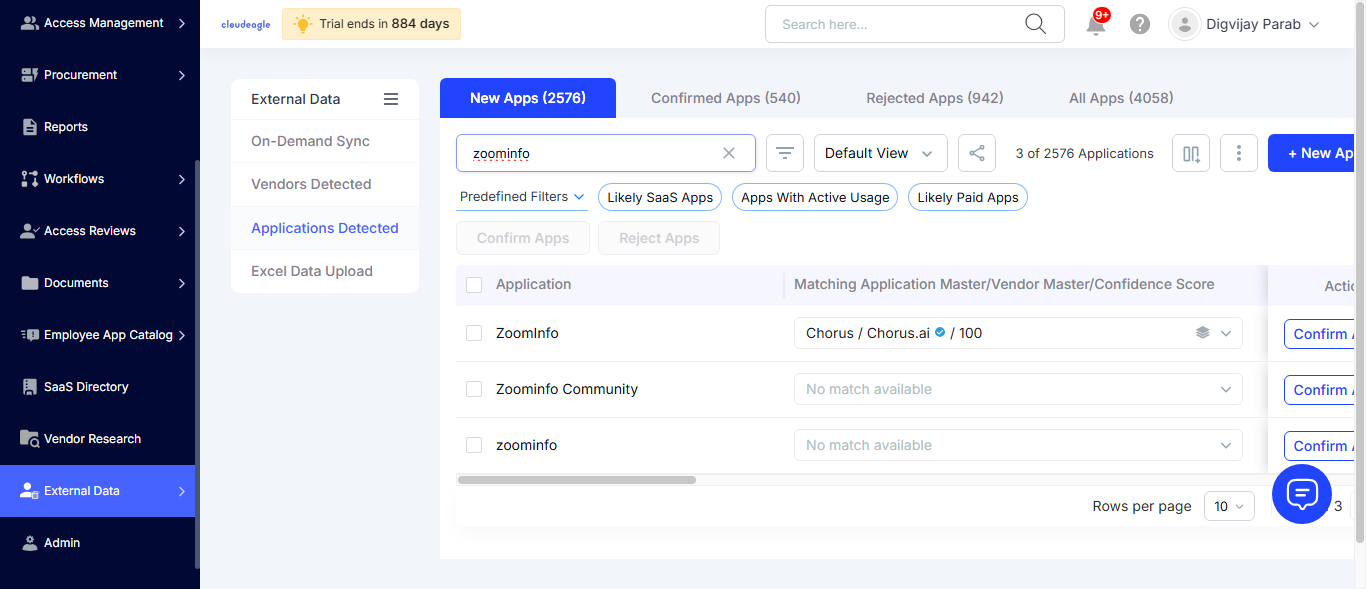 Access Management
Procurement
Reports
Workflows
Access Reviews
Documents
Employee App Catalog
SaaS Directory
Vendor Research
External Data
Admin
cloudeagle
Trial ends in 884 days
Search here...
9+
?
Digvijay Parab
External Data
On-Demand Sync
Vendors Detected
Applications Detected
Excel Data Upload
New Apps (2576)
Confirmed Apps (540)
Rejected Apps (942)
All Apps (4058)
zoominfo
Default View
3 of 2576 Applications
+ New Ap
Predefined Filters
Likely SaaS Apps
Apps With Active Usage
Likely Paid Apps
Confirm Apps
Reject Apps
Application
Matching Application Master/Vendor Master/Confidence Score
Actic
ZoomInfo
Chorus / Chorus.ai / 100
Confirm
Zoominfo Community
No match available
Confirm
zoominfo
No match available
Confirm
Rows per page
10
3